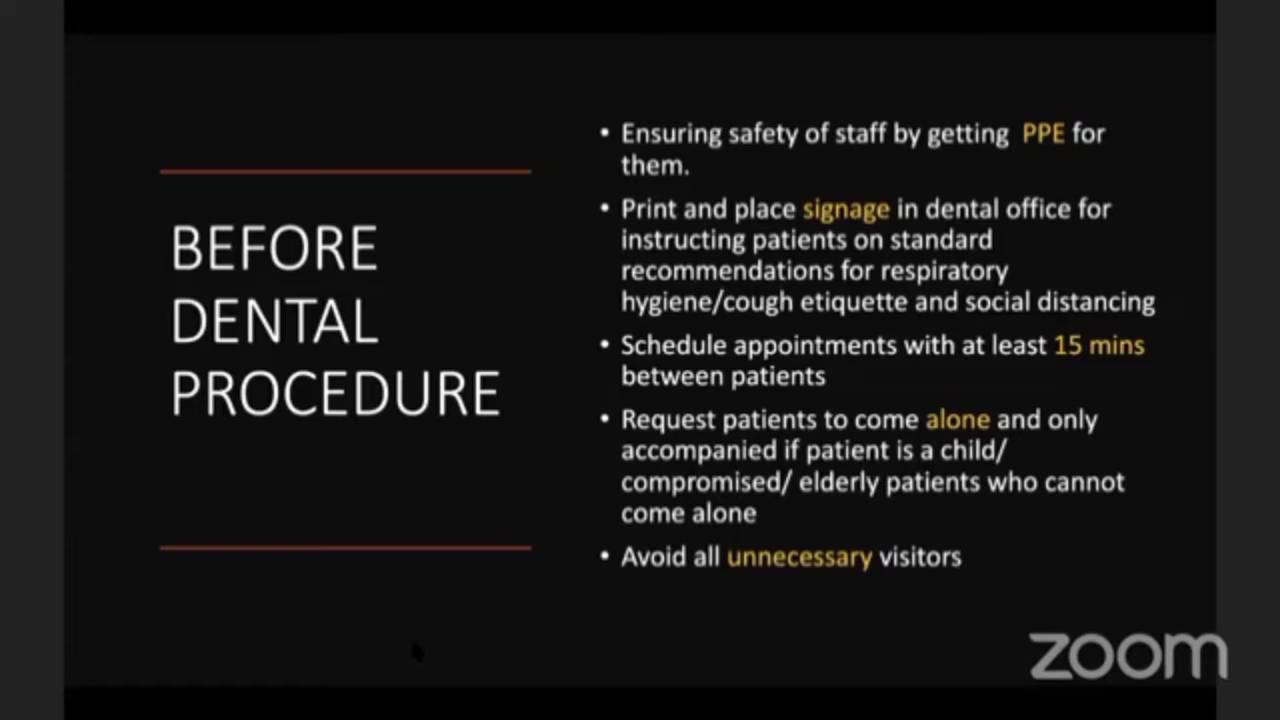 BEFORE
DENTAL
PROCEDURE
• Ensuring safety of staff by getting PPE for
them.
• Print and place signage in dental office for
instructing patients on standard
recommendations for respiratory
hygiene/cough etiquette and social distancing
• Schedule appointments with at least 15 mins
between patients
• Request patients to come alone and only
accompanied if patient is a child/
compromised/ elderly patients who cannot
come alone
• Avoid all unnecessary visitors
zoom